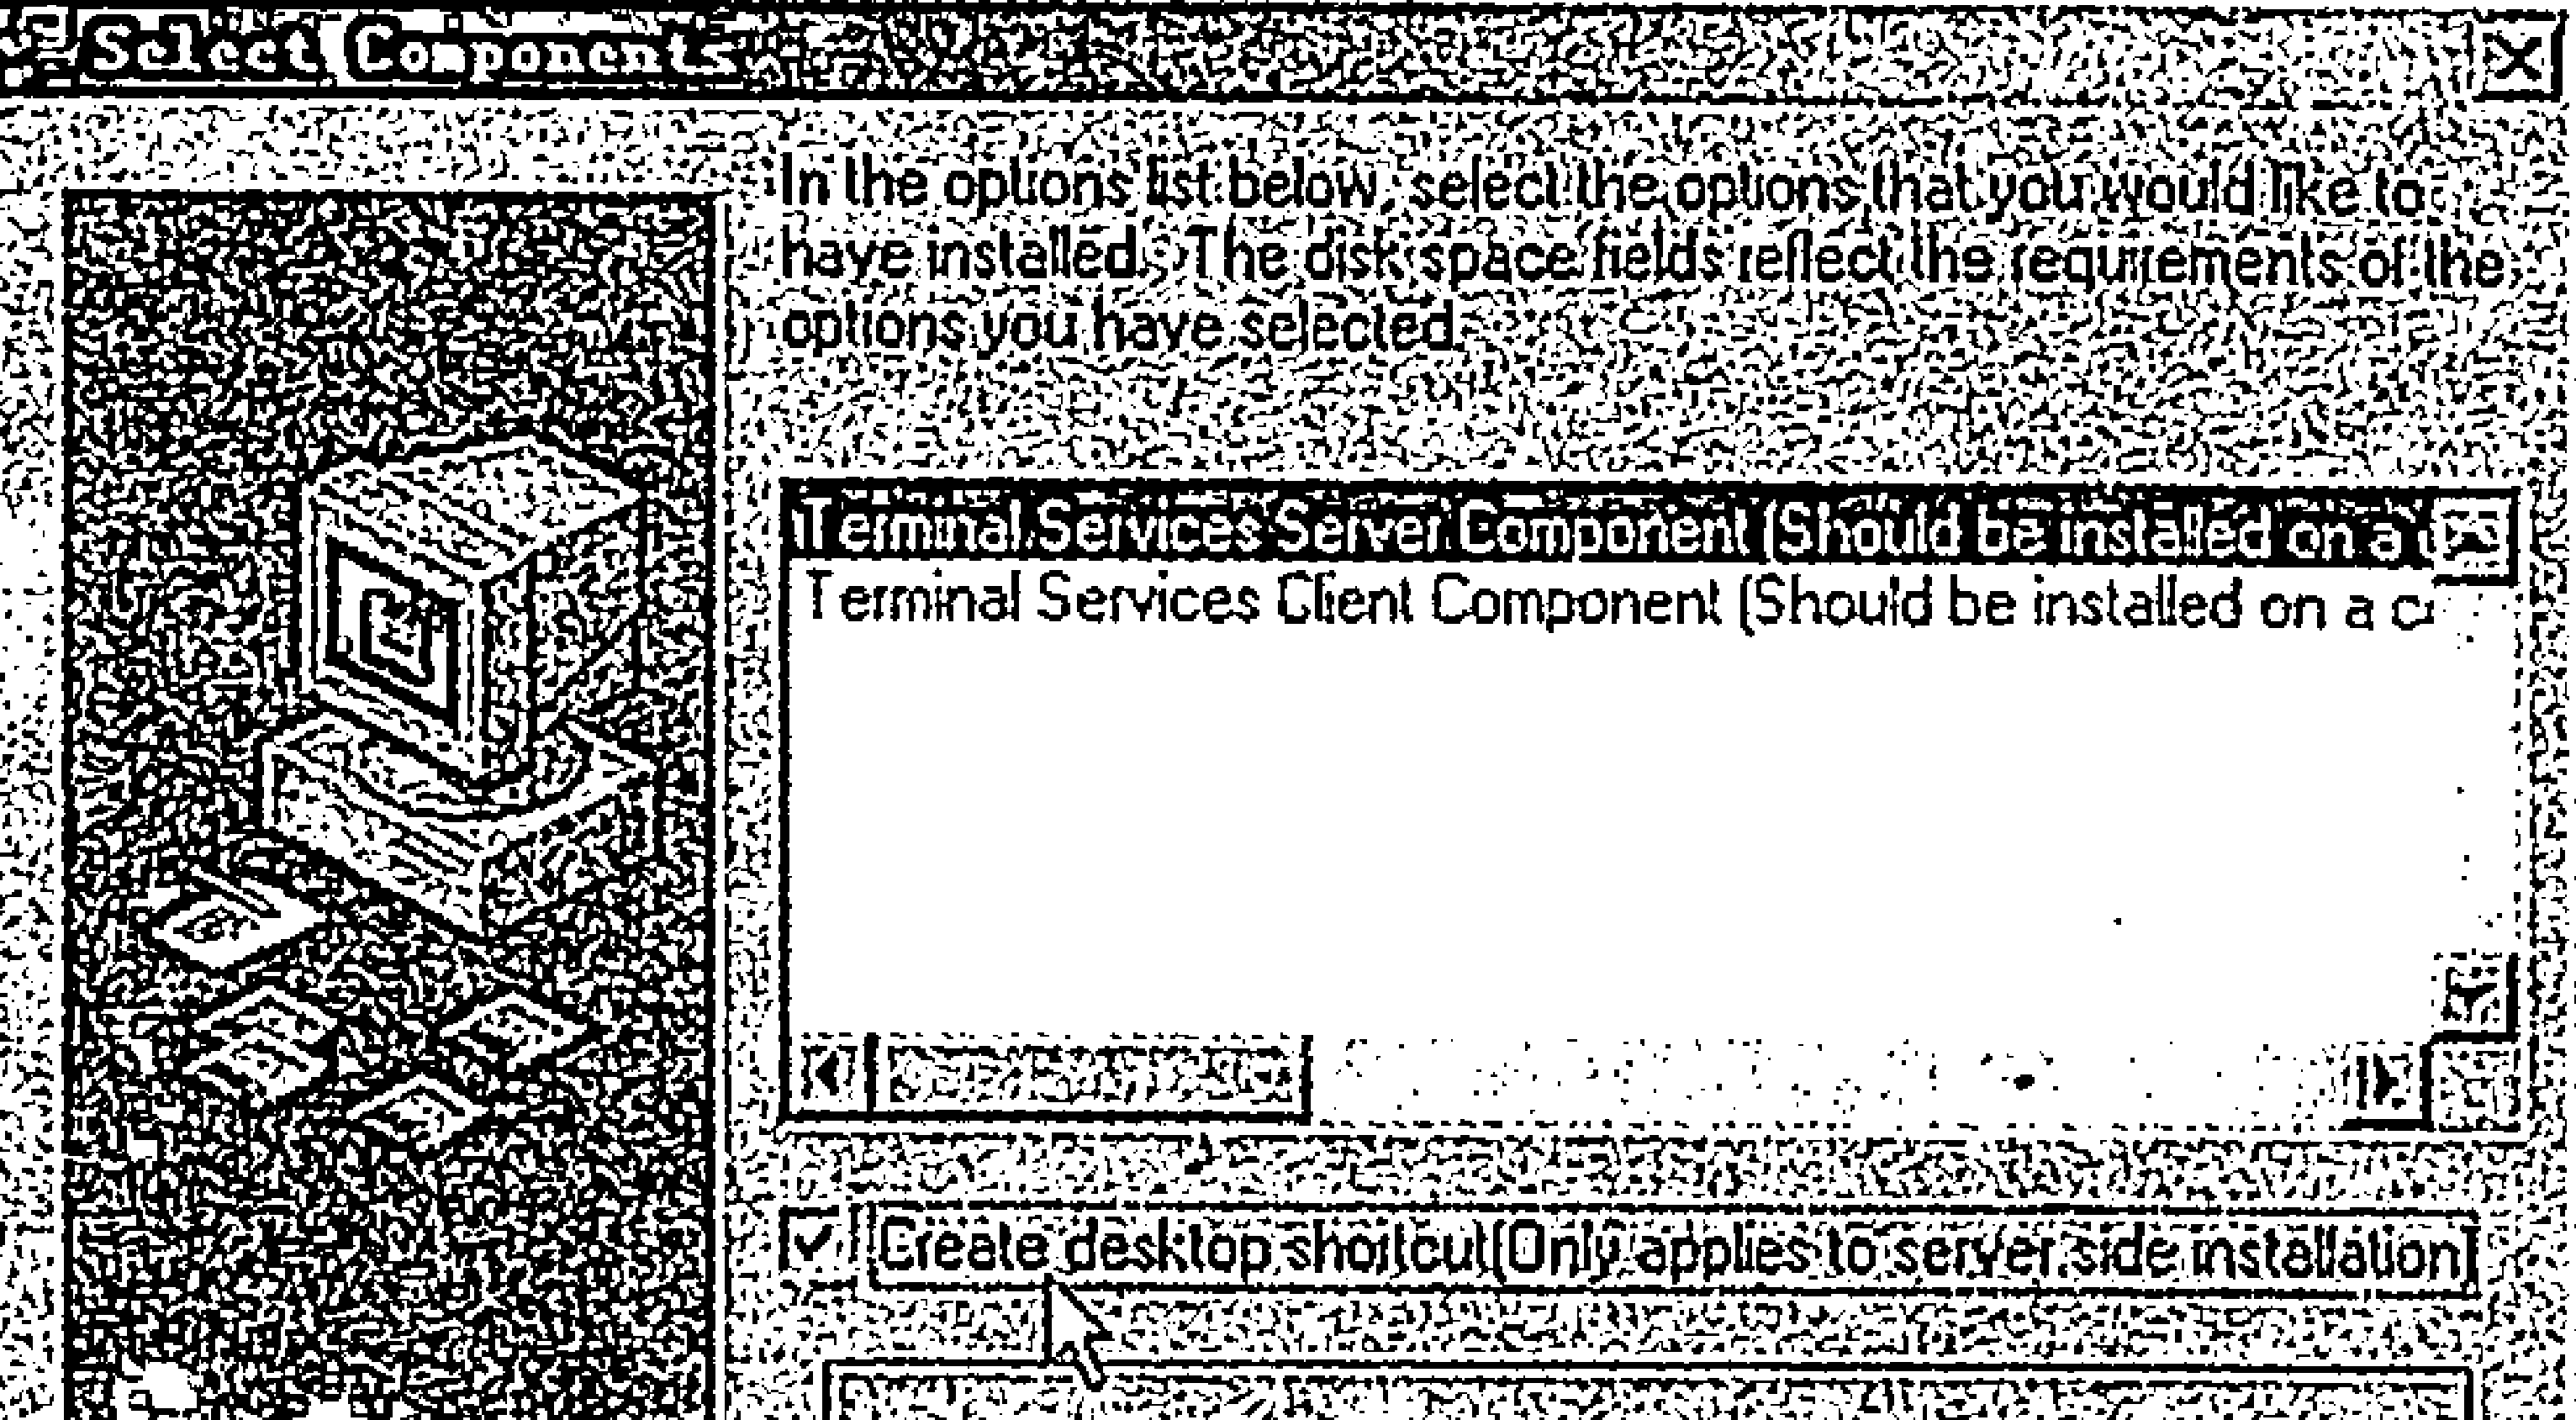 Select Components
In the options list below, select the options that you would like to
have installed. The disk space fields reflect the requirements of the
options you have selected.
Terminal Services Server Component (Should be installed on a
Terminal Services Client Component (Should be installed on a
Create desktop shortcut(Only applies to server side installation)